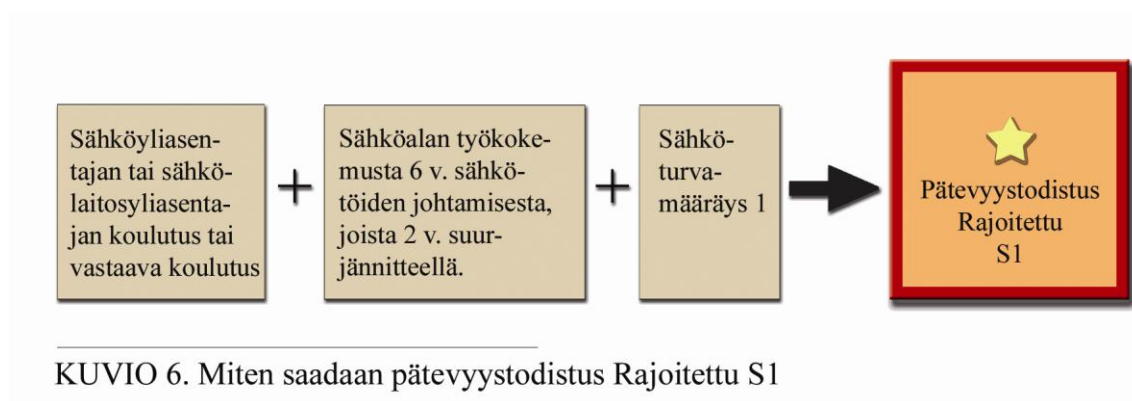 Sähköyliasen-
tajan tai sähkö-
laitosyliasenta-
jan koulutus tai
vastaava koulutus
+
Sähköalan työkoke-
musta 6 v. sähkö-
töiden johtamisesta,
joista 2 v. suur-
jännitteellä.
+
Sähkö-
turva-
määräys 1
Pätevyystodistus
Rajoitettu
S1
KUVIO 6. Miten saadaan pätevyystodistus Rajoitettu S1